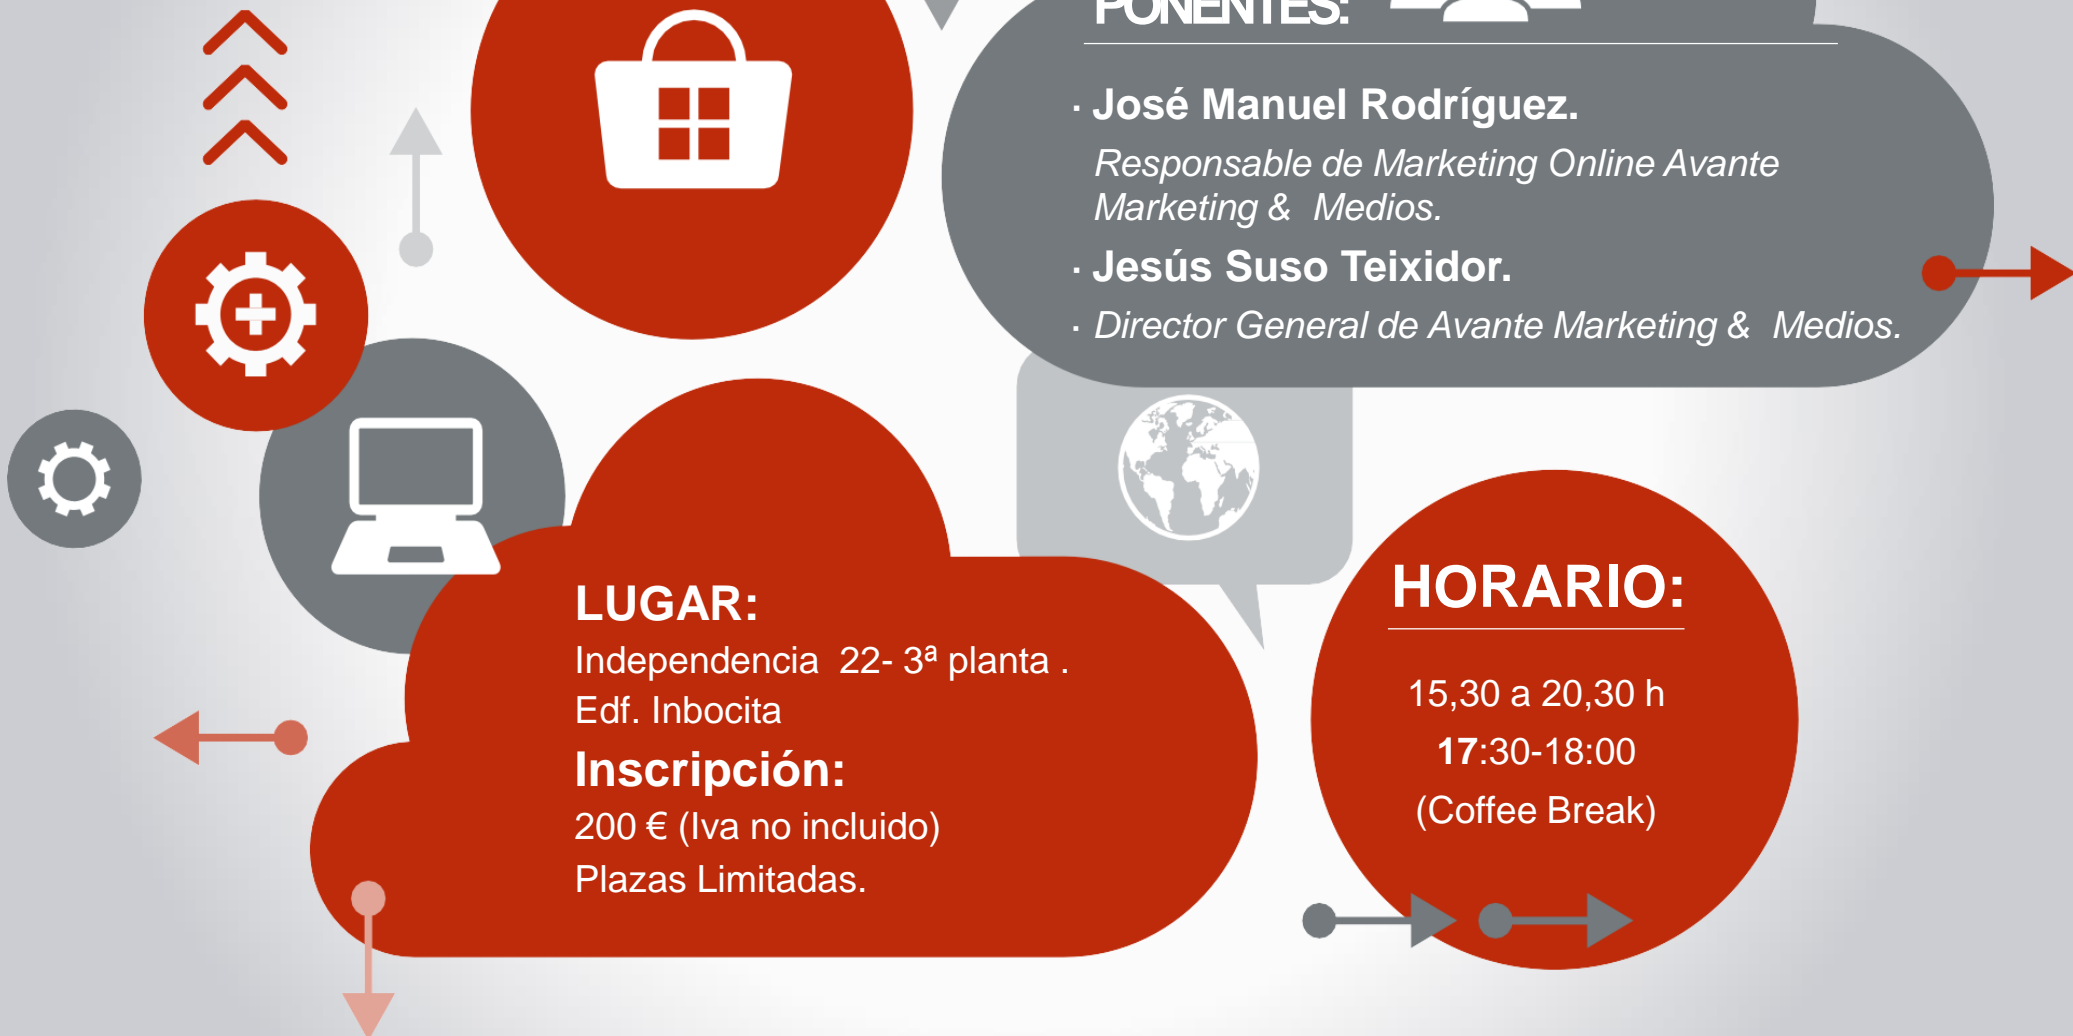 PONENTES:
· José Manuel Rodríguez.
Responsable de Marketing Online Avante
Marketing & Medios.
· Jesús Suso Teixidor.
· Director General de Avante Marketing & Medios.
LUGAR:
Independencia 22- 3ª planta .
Edf. Inbocita
Inscripción:
200 € (Iva no incluido)
Plazas Limitadas.
HORARIO:
15,30 a 20,30 h
17:30-18:00
(Coffee Break)